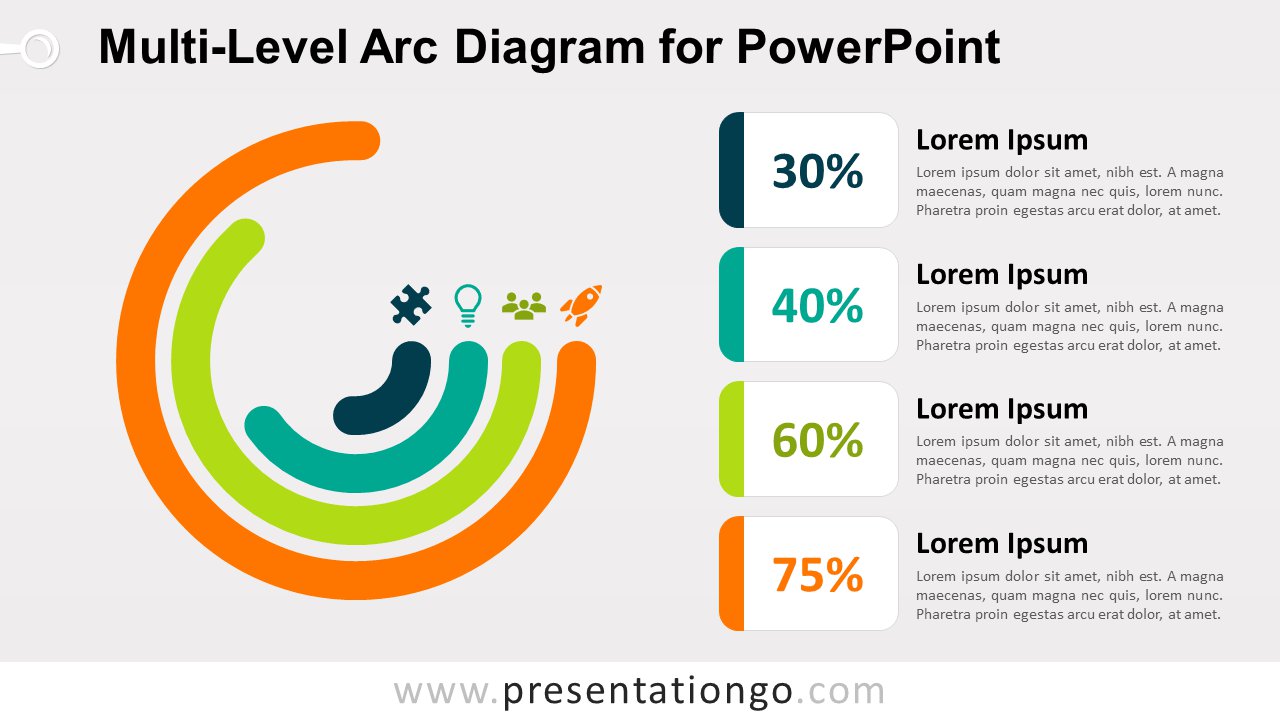 Multi-Level Arc Diagram for PowerPoint
30%
Lorem Ipsum
Lorem ipsum dolor sit amet, nibh est. A magna
maecenas, quam magna nec quis, lorem nunc.
Pharetra proin egestas arcu erat dolor, at amet.
40%
Lorem Ipsum
Lorem ipsum dolor sit amet, nibh est. A magna
maecenas, quam magna nec quis, lorem nunc.
Pharetra proin egestas arcu erat dolor, at amet.
60%
Lorem Ipsum
Lorem ipsum dolor sit amet, nibh est. A magna
maecenas, quam magna nec quis, lorem nunc.
Pharetra proin egestas arcu erat dolor, at amet.
75%
Lorem Ipsum
Lorem ipsum dolor sit amet, nibh est. A magna
maecenas, quam magna nec quis, lorem nunc.
Pharetra proin egestas arcu erat dolor, at amet.
www.presentationgo.com